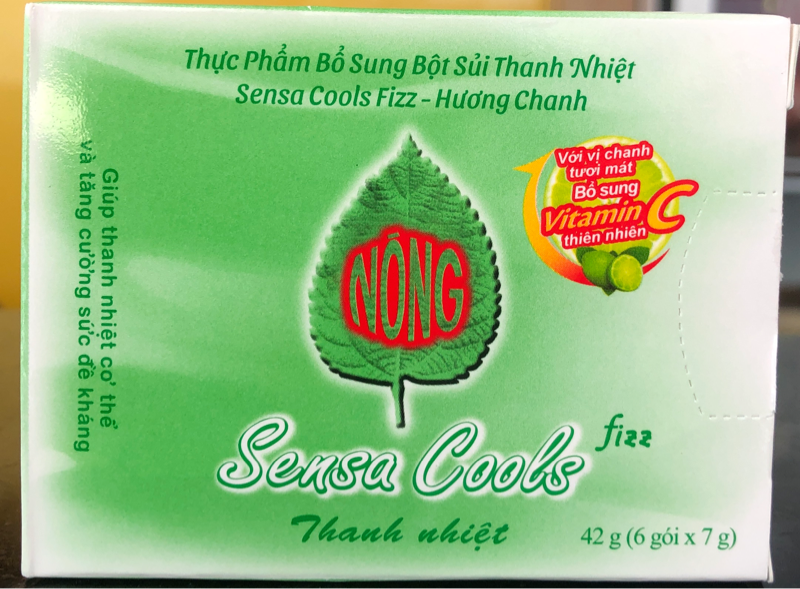 Thực Phẩm Bổ Sung Bột Sủi Thanh Nhiệt
Sensa Cools Fizz - Hương Chanh
Giúp thanh nhiệt cơ thể
và tăng cường sức đề kháng
Với vị chanh
tươi mát
Bổ sung
Vitamin C
thiên nhiên
NÓNG
Sensa Cools fizz
Thanh nhiệt
42 g (6 gói x 7 g)